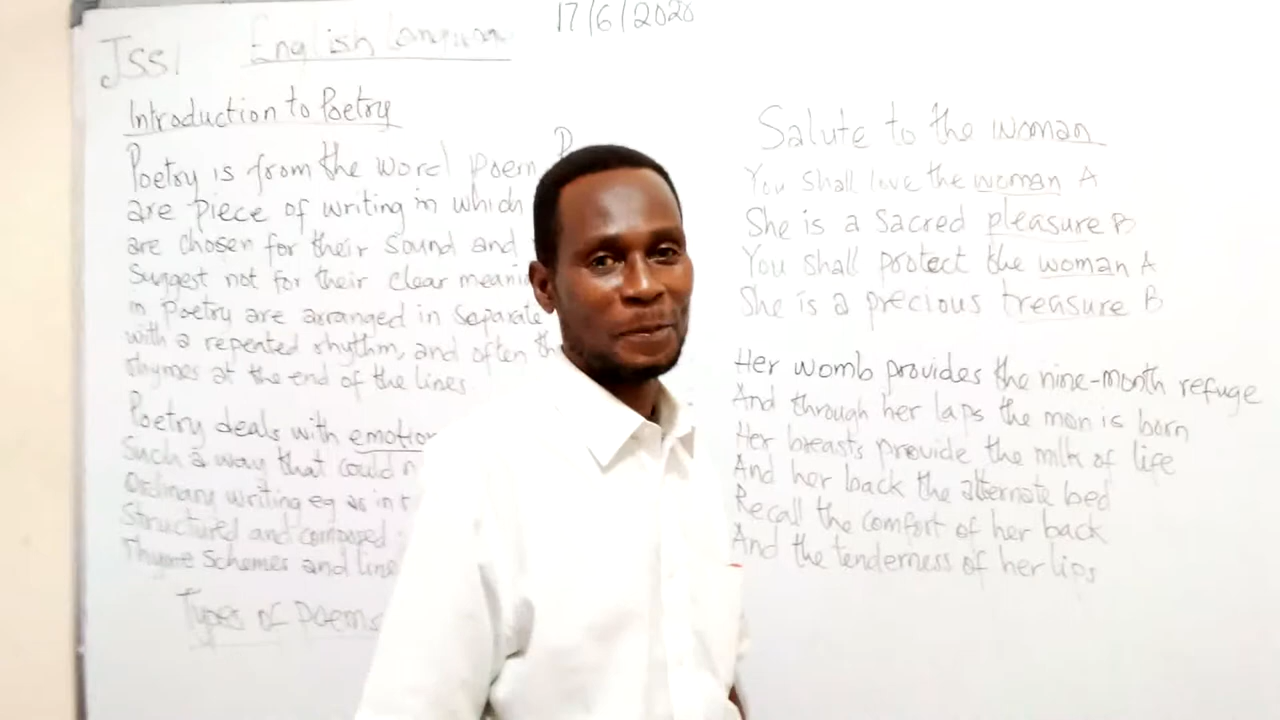 17/6/2020
JSS1 English Language
Introduction to Poetry
Poetry is from the word poem P
are piece of writing in which
are chosen for their sound and
suggest not for their clear meani
in Poetry are arranged in separate
with a repented rhythm, and often th
rhymes at the end of the lines
Poetry deals with emotion
Such a way that could n
Ordinary writing eg as in
Structured and composed
Rhyme Schemes and line
Types of Poems
Salute to the woman
You shall love the woman A
She is a sacred pleasure B
You shall protect the woman A
She is a precious treasure B
Her womb provides the nine-month refuge
And through her laps the man is born
Her breasts provide the milk of life
And her back the alternate bed
Recall the comfort of her back
And the tenderness of her lips